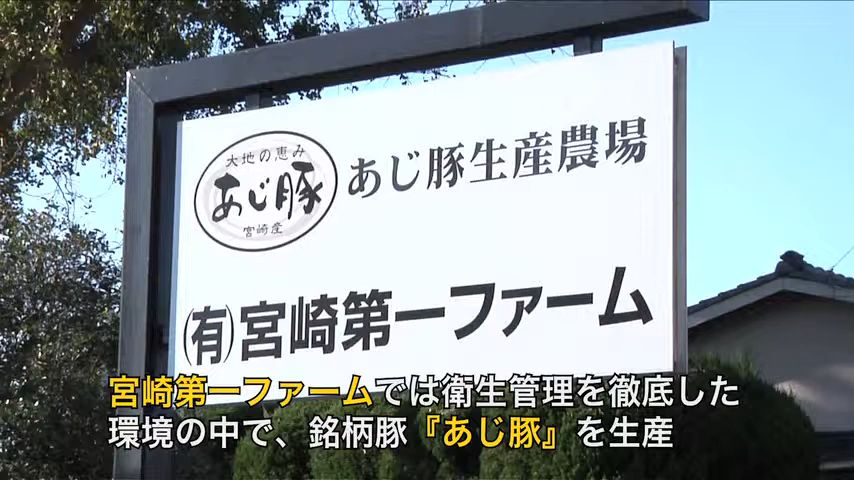 大地の恵み
あじ豚
宮崎産
あじ豚生産農場
(有)宮崎第一ファーム
宮崎第一ファームでは衛生管理を徹底した
環境の中で、銘柄豚『あじ豚』を生産